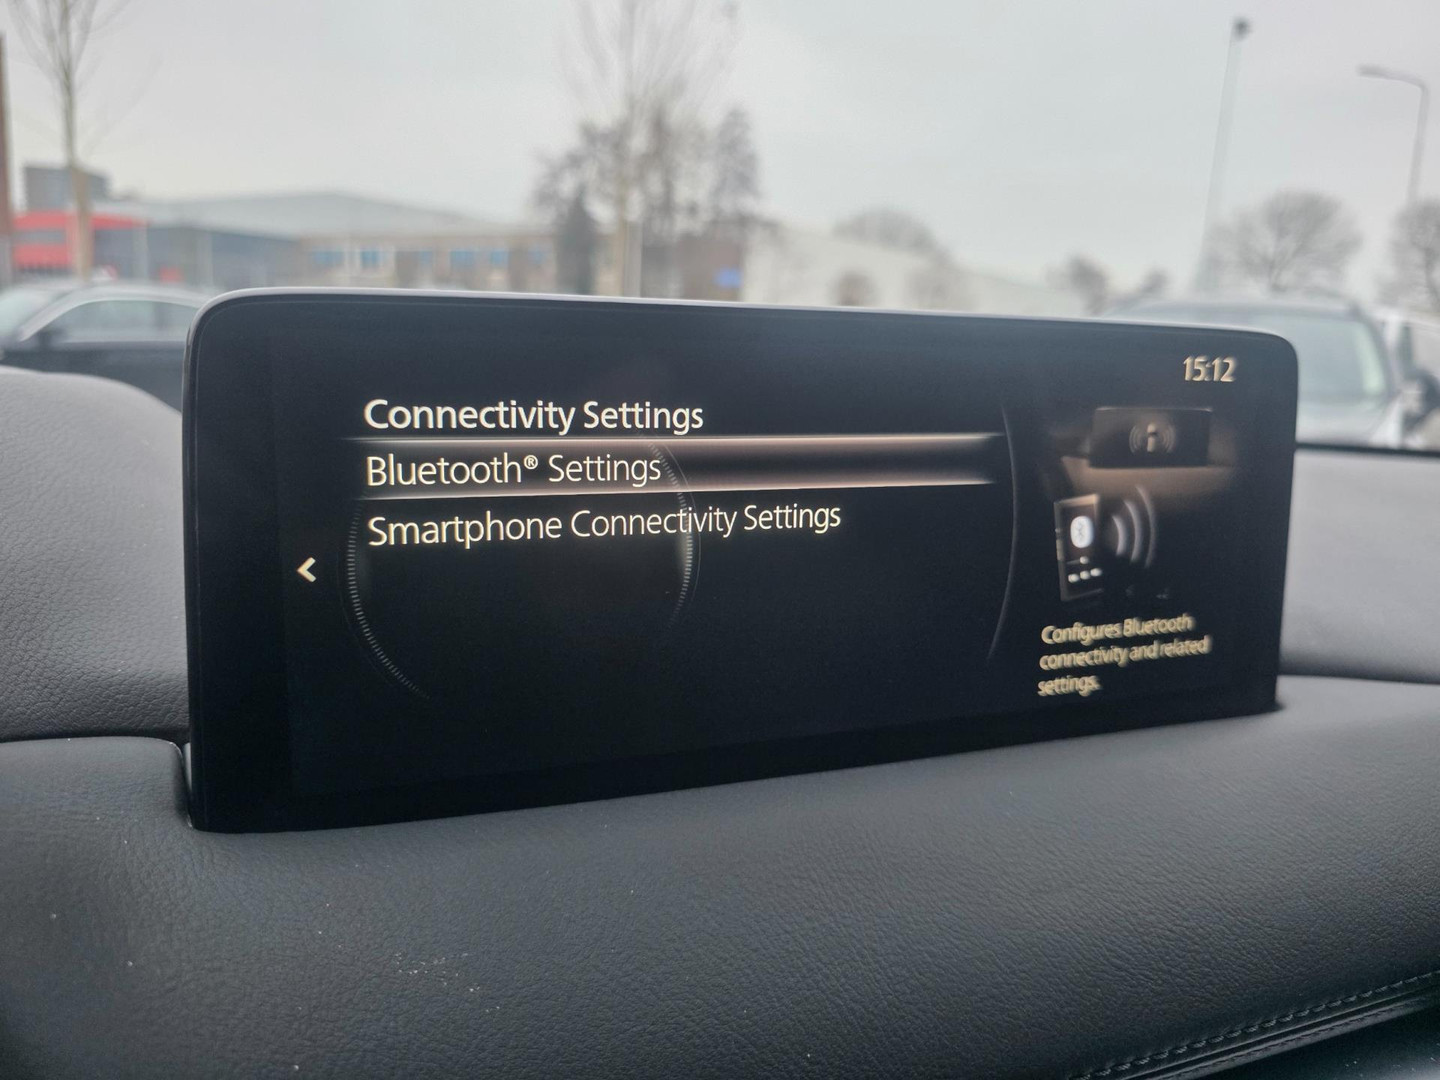 15:12
Connectivity Settings
Bluetooth® Settings
Smartphone Connectivity Settings
Configures Bluetooth
connectivity and related
settings.